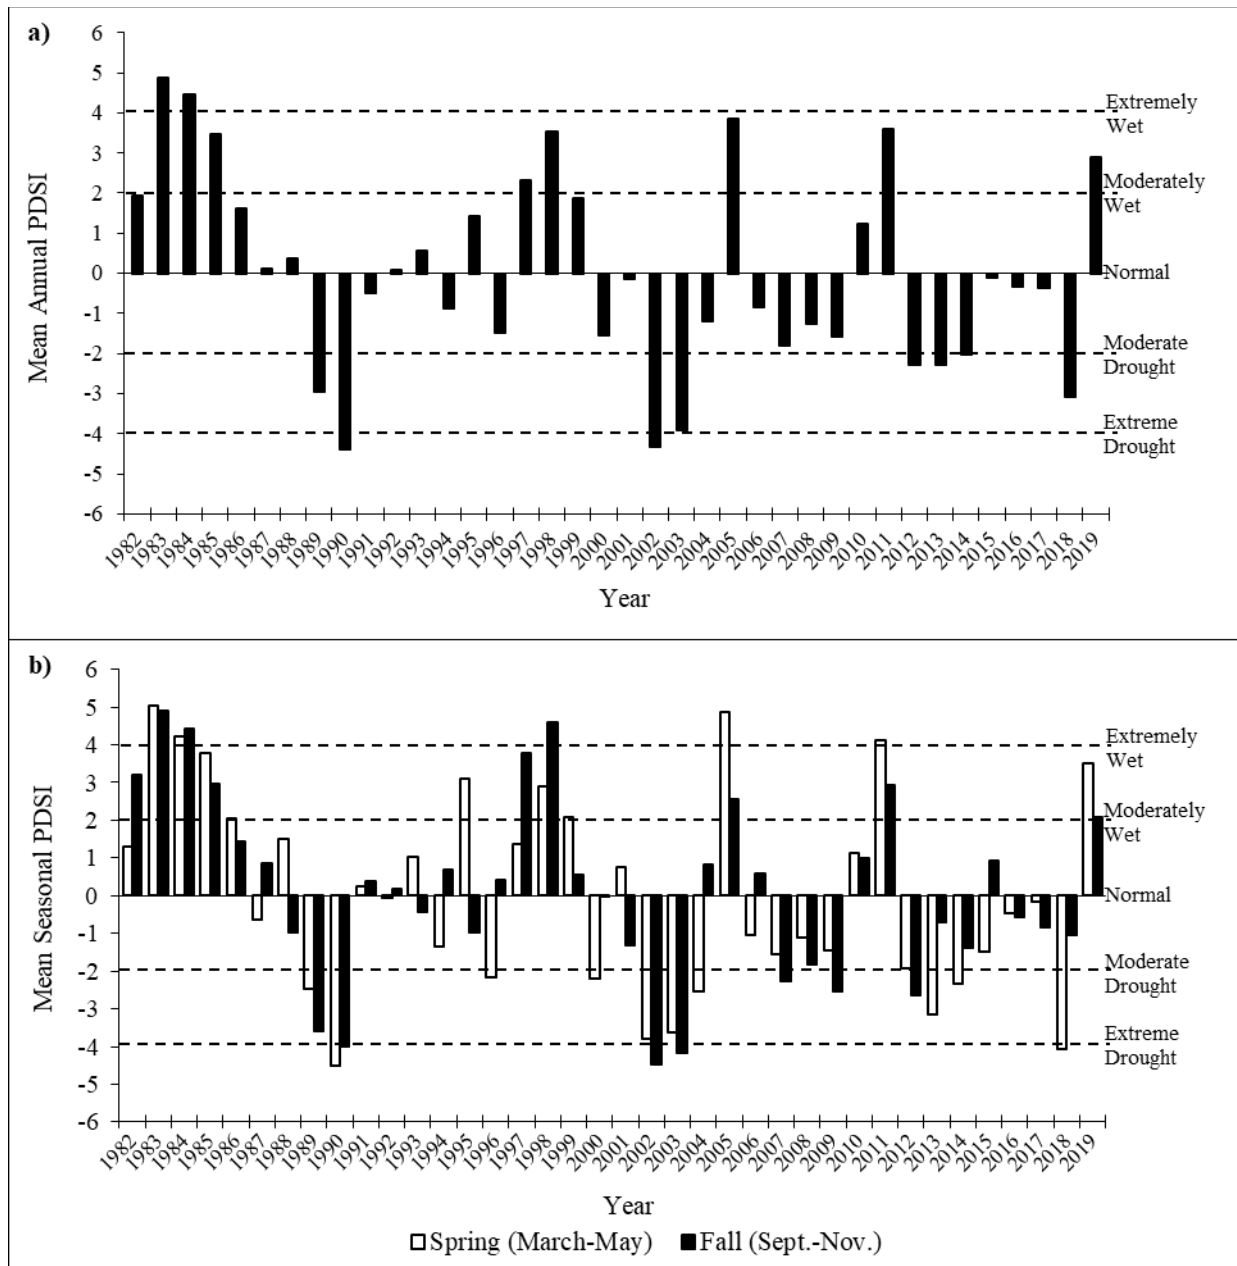 a)
6
5
4
3
2
1
0
-1
-2
-3
-4
-5
-6
Mean Annual PDSI
Extremely
Wet
Moderately
Wet
Normal
Moderate
Drought
Extreme
Drought
1982 1983 1984 1985 1986 1987 1988 1989 1990 1991 1992 1993 1994 1995 1996 1997 1998 1999 2000 2001 2002 2003 2004 2005 2006 2007 2008 2009 2010 2011 2012 2013 2014 2015 2016 2017 2018 2019
Year
b)
6
5
4
3
2
1
0
-1
-2
-3
-4
-5
-6
Mean Seasonal PDSI
Extremely
Wet
Moderately
Wet
Normal
Moderate
Drought
Extreme
Drought
1982 1983 1984 1985 1986 1987 1988 1989 1990 1991 1992 1993 1994 1995 1996 1997 1998 1999 2000 2001 2002 2003 2004 2005 2006 2007 2008 2009 2010 2011 2012 2013 2014 2015 2016 2017 2018 2019
Year
Spring (March-May) Fall (Sept.-Nov.)